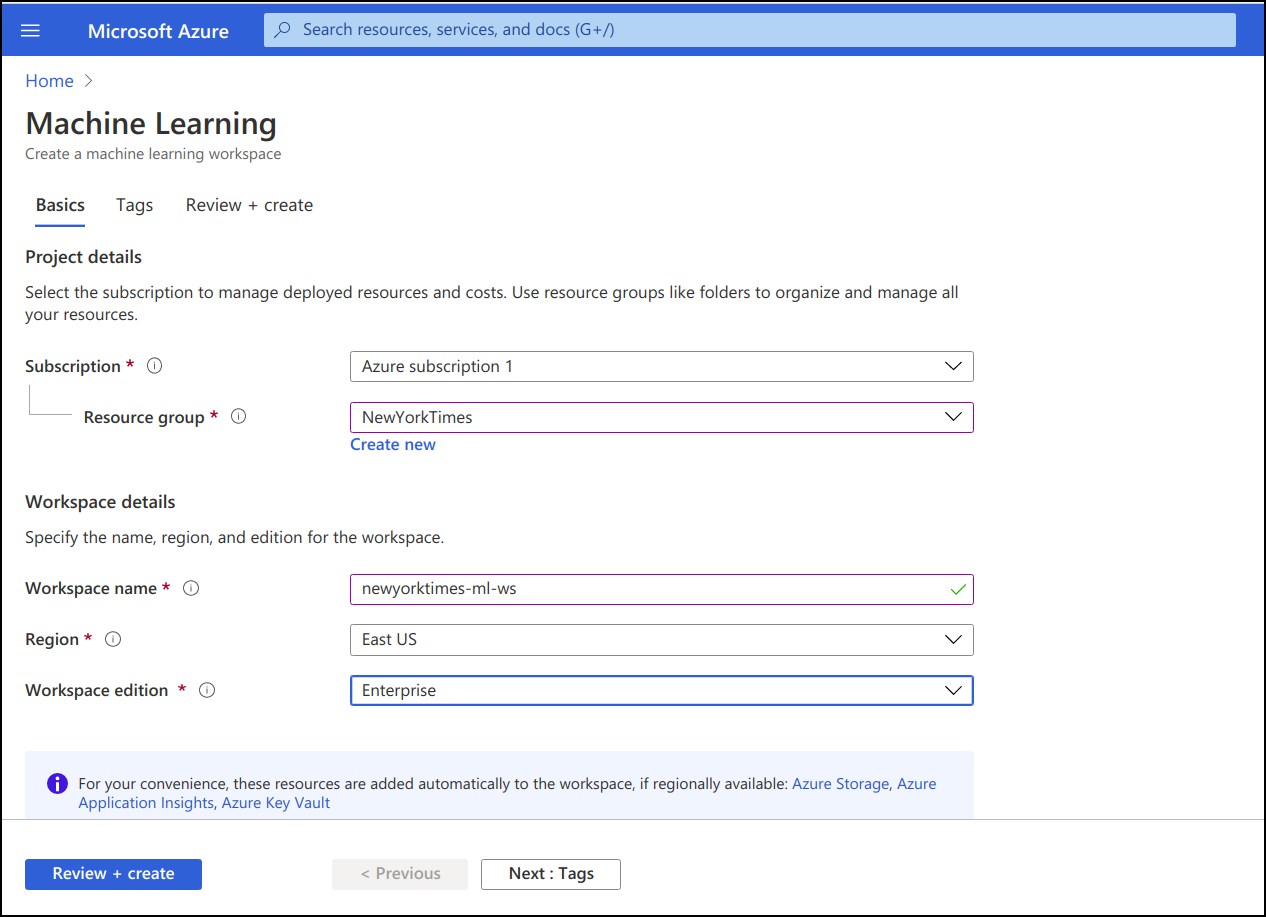 Microsoft Azure
Search resources, services, and docs (G+/)
Home >
Machine Learning
Create a machine learning workspace
Basics Tags Review + create
Project details
Select the subscription to manage deployed resources and costs. Use resource groups like folders to organize and manage all
your resources.
Subscription * Azure subscription 1
Resource group * NewYorkTimes
Create new
Workspace details
Specify the name, region, and edition for the workspace.
Workspace name * newyorktimes-ml-ws
Region * East US
Workspace edition * Enterprise
For your convenience, these resources are added automatically to the workspace, if regionally available: Azure Storage, Azure
Application Insights, Azure Key Vault
Review + create < Previous Next : Tags